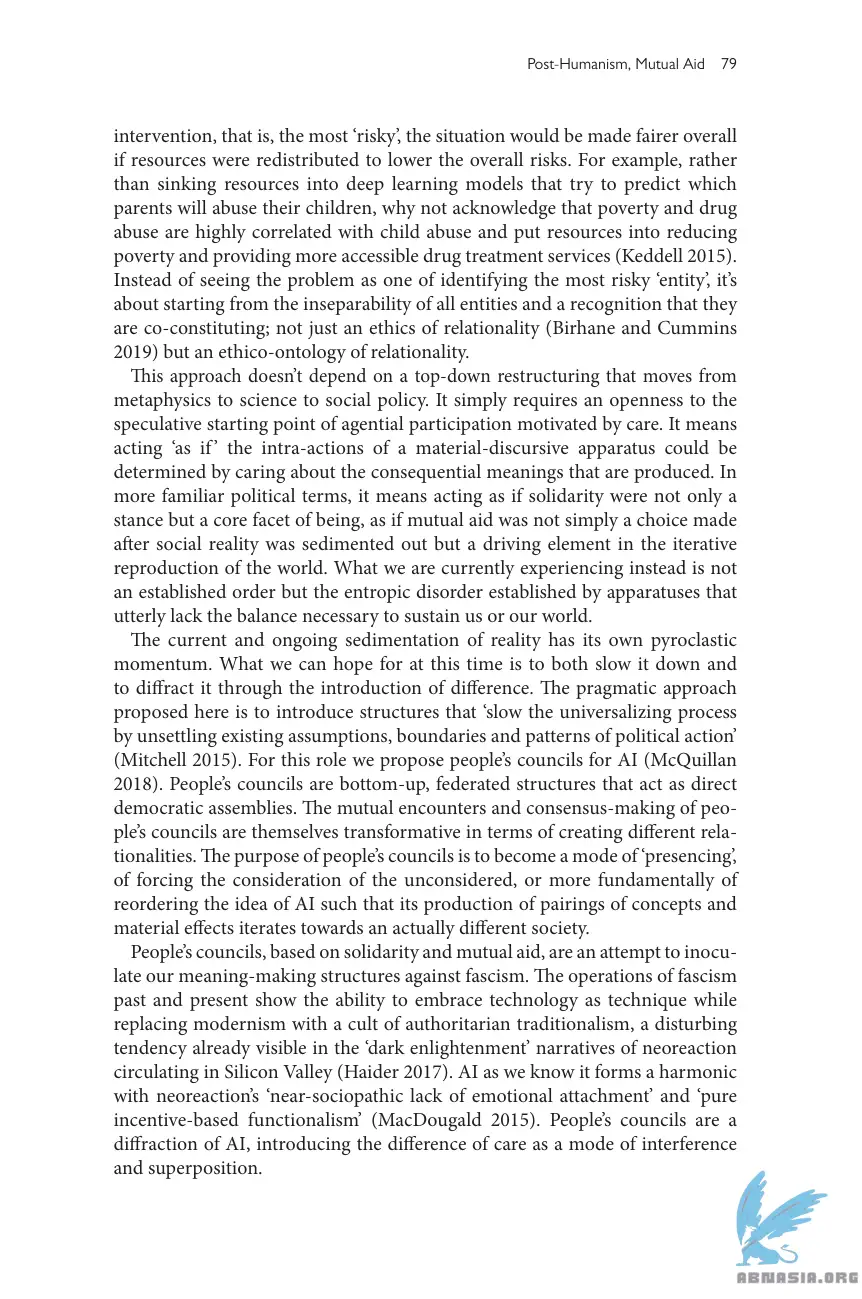 Post-Humanism, Mutual Aid 79
intervention, that is, the most ‘risky’, the situation would be made fairer overall
if resources were redistributed to lower the overall risks. For example, rather
than sinking resources into deep learning models that try to predict which
parents will abuse their children, why not acknowledge that poverty and drug
abuse are highly correlated with child abuse and put resources into reducing
poverty and providing more accessible drug treatment services (Keddell 2015).
Instead of seeing the problem as one of identifying the most risky ‘entity’, it’s
about starting from the inseparability of all entities and a recognition that they
are co-constituting; not just an ethics of relationality (Birhane and Cummins
2019) but an ethico-ontology of relationality.
This approach doesn’t depend on a top-down restructuring that moves from
metaphysics to science to social policy. It simply requires an openness to the
speculative starting point of agential participation motivated by care. It means
acting ‘as if’ the intra-actions of a material-discursive apparatus could be
determined by caring about the consequential meanings that are produced. In
more familiar political terms, it means acting as if solidarity were not only a
stance but a core facet of being, as if mutual aid was not simply a choice made
after social reality was sedimented out but a driving element in the iterative
reproduction of the world. What we are currently experiencing instead is not
an established order but the entropic disorder established by apparatuses that
utterly lack the balance necessary to sustain us or our world.
The current and ongoing sedimentation of reality has its own pyroclastic
momentum. What we can hope for at this time is to both slow it down and
to diffract it through the introduction of difference. The pragmatic approach
proposed here is to introduce structures that ‘slow the universalizing process
by unsettling existing assumptions, boundaries and patterns of political action’
(Mitchell 2015). For this role we propose people’s councils for AI (McQuillan
2018). People’s councils are bottom-up, federated structures that act as direct
democratic assemblies. The mutual encounters and consensus-making of peo-
ple’s councils are themselves transformative in terms of creating different rela-
tionalities. The purpose of people’s councils is to become a mode of ‘presencing’,
of forcing the consideration of the unconsidered, or more fundamentally of
reordering the idea of AI such that its production of pairings of concepts and
material effects iterates towards an actually different society.
People’s councils, based on solidarity and mutual aid, are an attempt to inocu-
late our meaning-making structures against fascism. The operations of fascism
past and present show the ability to embrace technology as technique while
replacing modernism with a cult of authoritarian traditionalism, a disturbing
tendency already visible in the ‘dark enlightenment’ narratives of neoreaction
circulating in Silicon Valley (Haider 2017). AI as we know it forms a harmonic
with neoreaction’s ‘near-sociopathic lack of emotional attachment’ and ‘pure
incentive-based functionalism’ (MacDougald 2015). People’s councils are a
diffraction of AI, introducing the difference of care as a mode of interference
and superposition.
ABNASIA.ORG